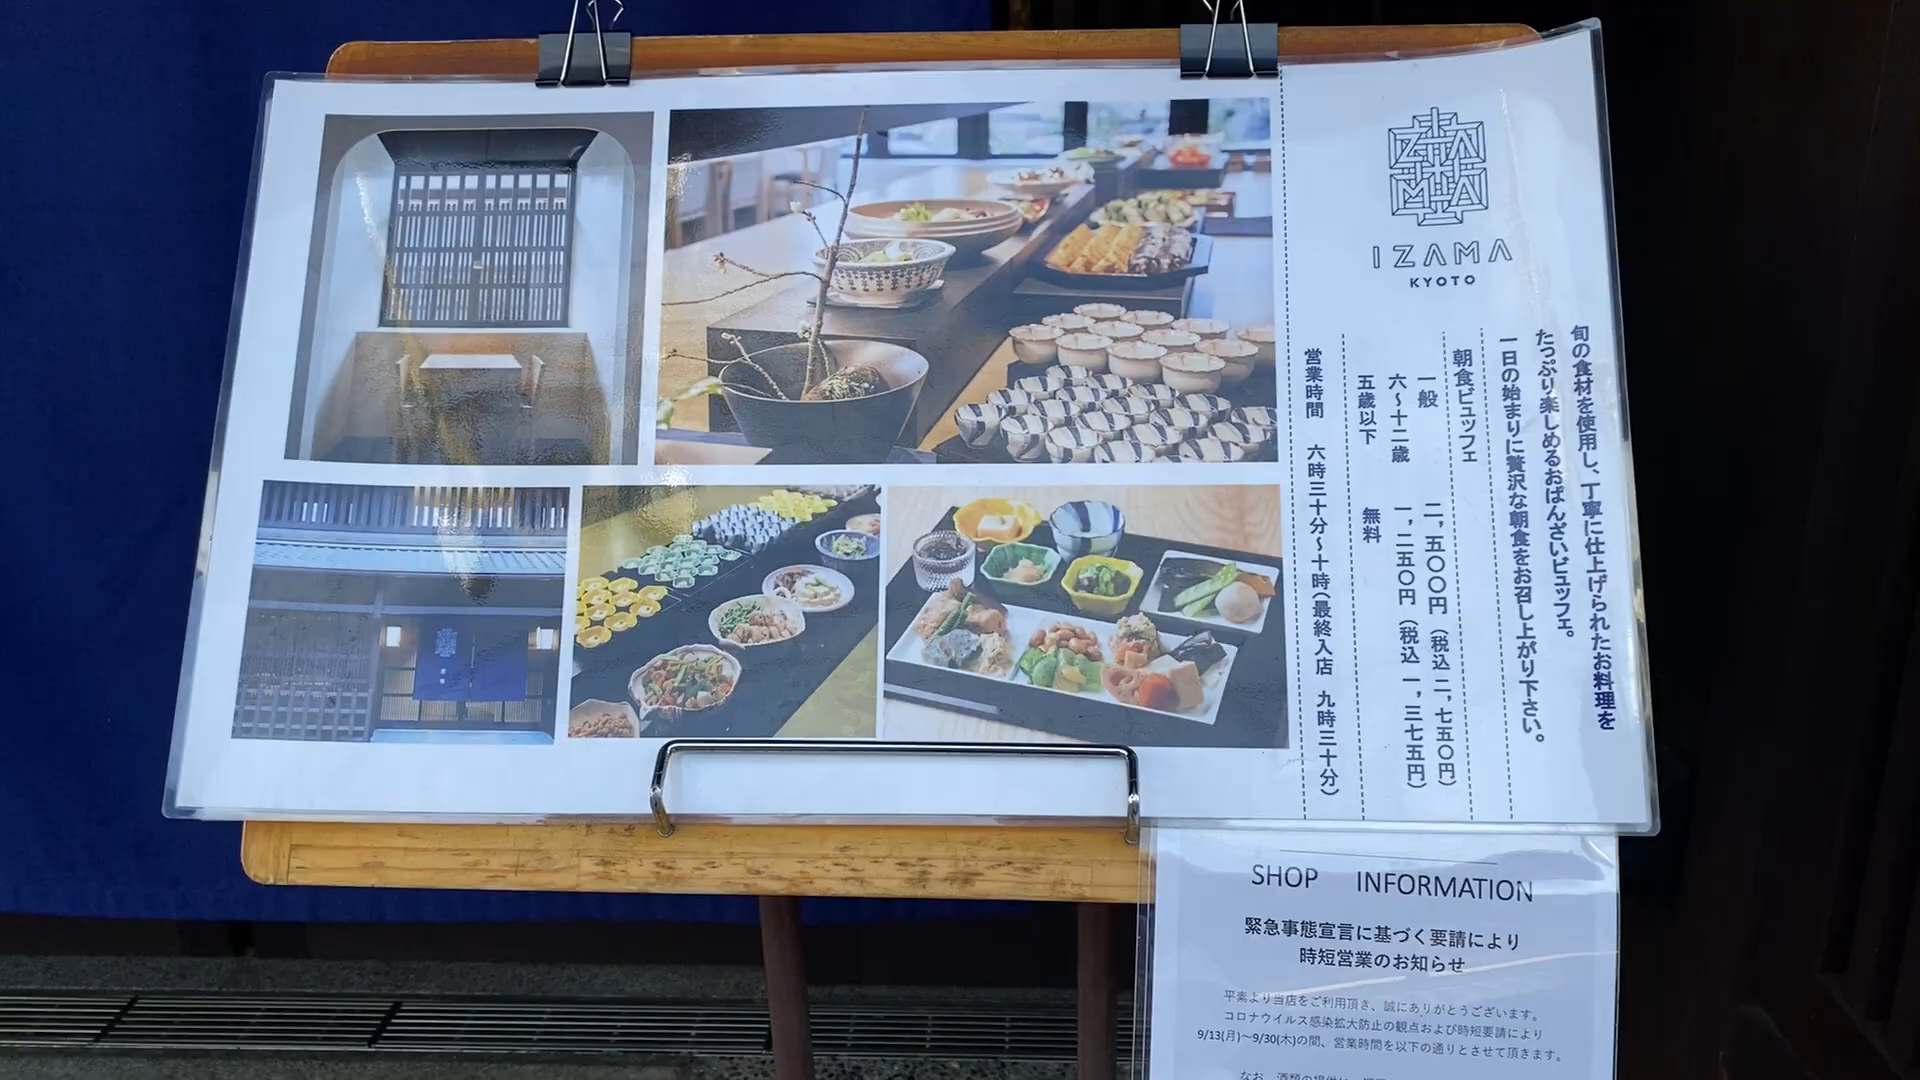 IZAMA
IZAMA
KYOTO
旬の食材を使用し、丁寧に仕上げられたお料理を
たっぷり楽しめるおばんざいビュッフェ。
一日の始まりに贅沢な朝食をお召し上がり下さい。
朝食ビュッフェ
一般 二,五〇〇円(税込二,七五〇円)
六〜十二歳 一,二五〇円(税込一,三七五円)
五歳以下 無料
営業時間 六時三十分〜十時(最終入店 九時三十分)
SHOP INFORMATION
緊急事態宣言に基づく要請により
時短営業のお知らせ
平素より当店をご利用頂き、誠にありがとうございます。
コロナウイルス感染拡大防止の観点および時短要請により
9/13(月)〜9/30(木)の間、営業時間を以下の通りとさせて頂きます。
なお、酒類の提供は